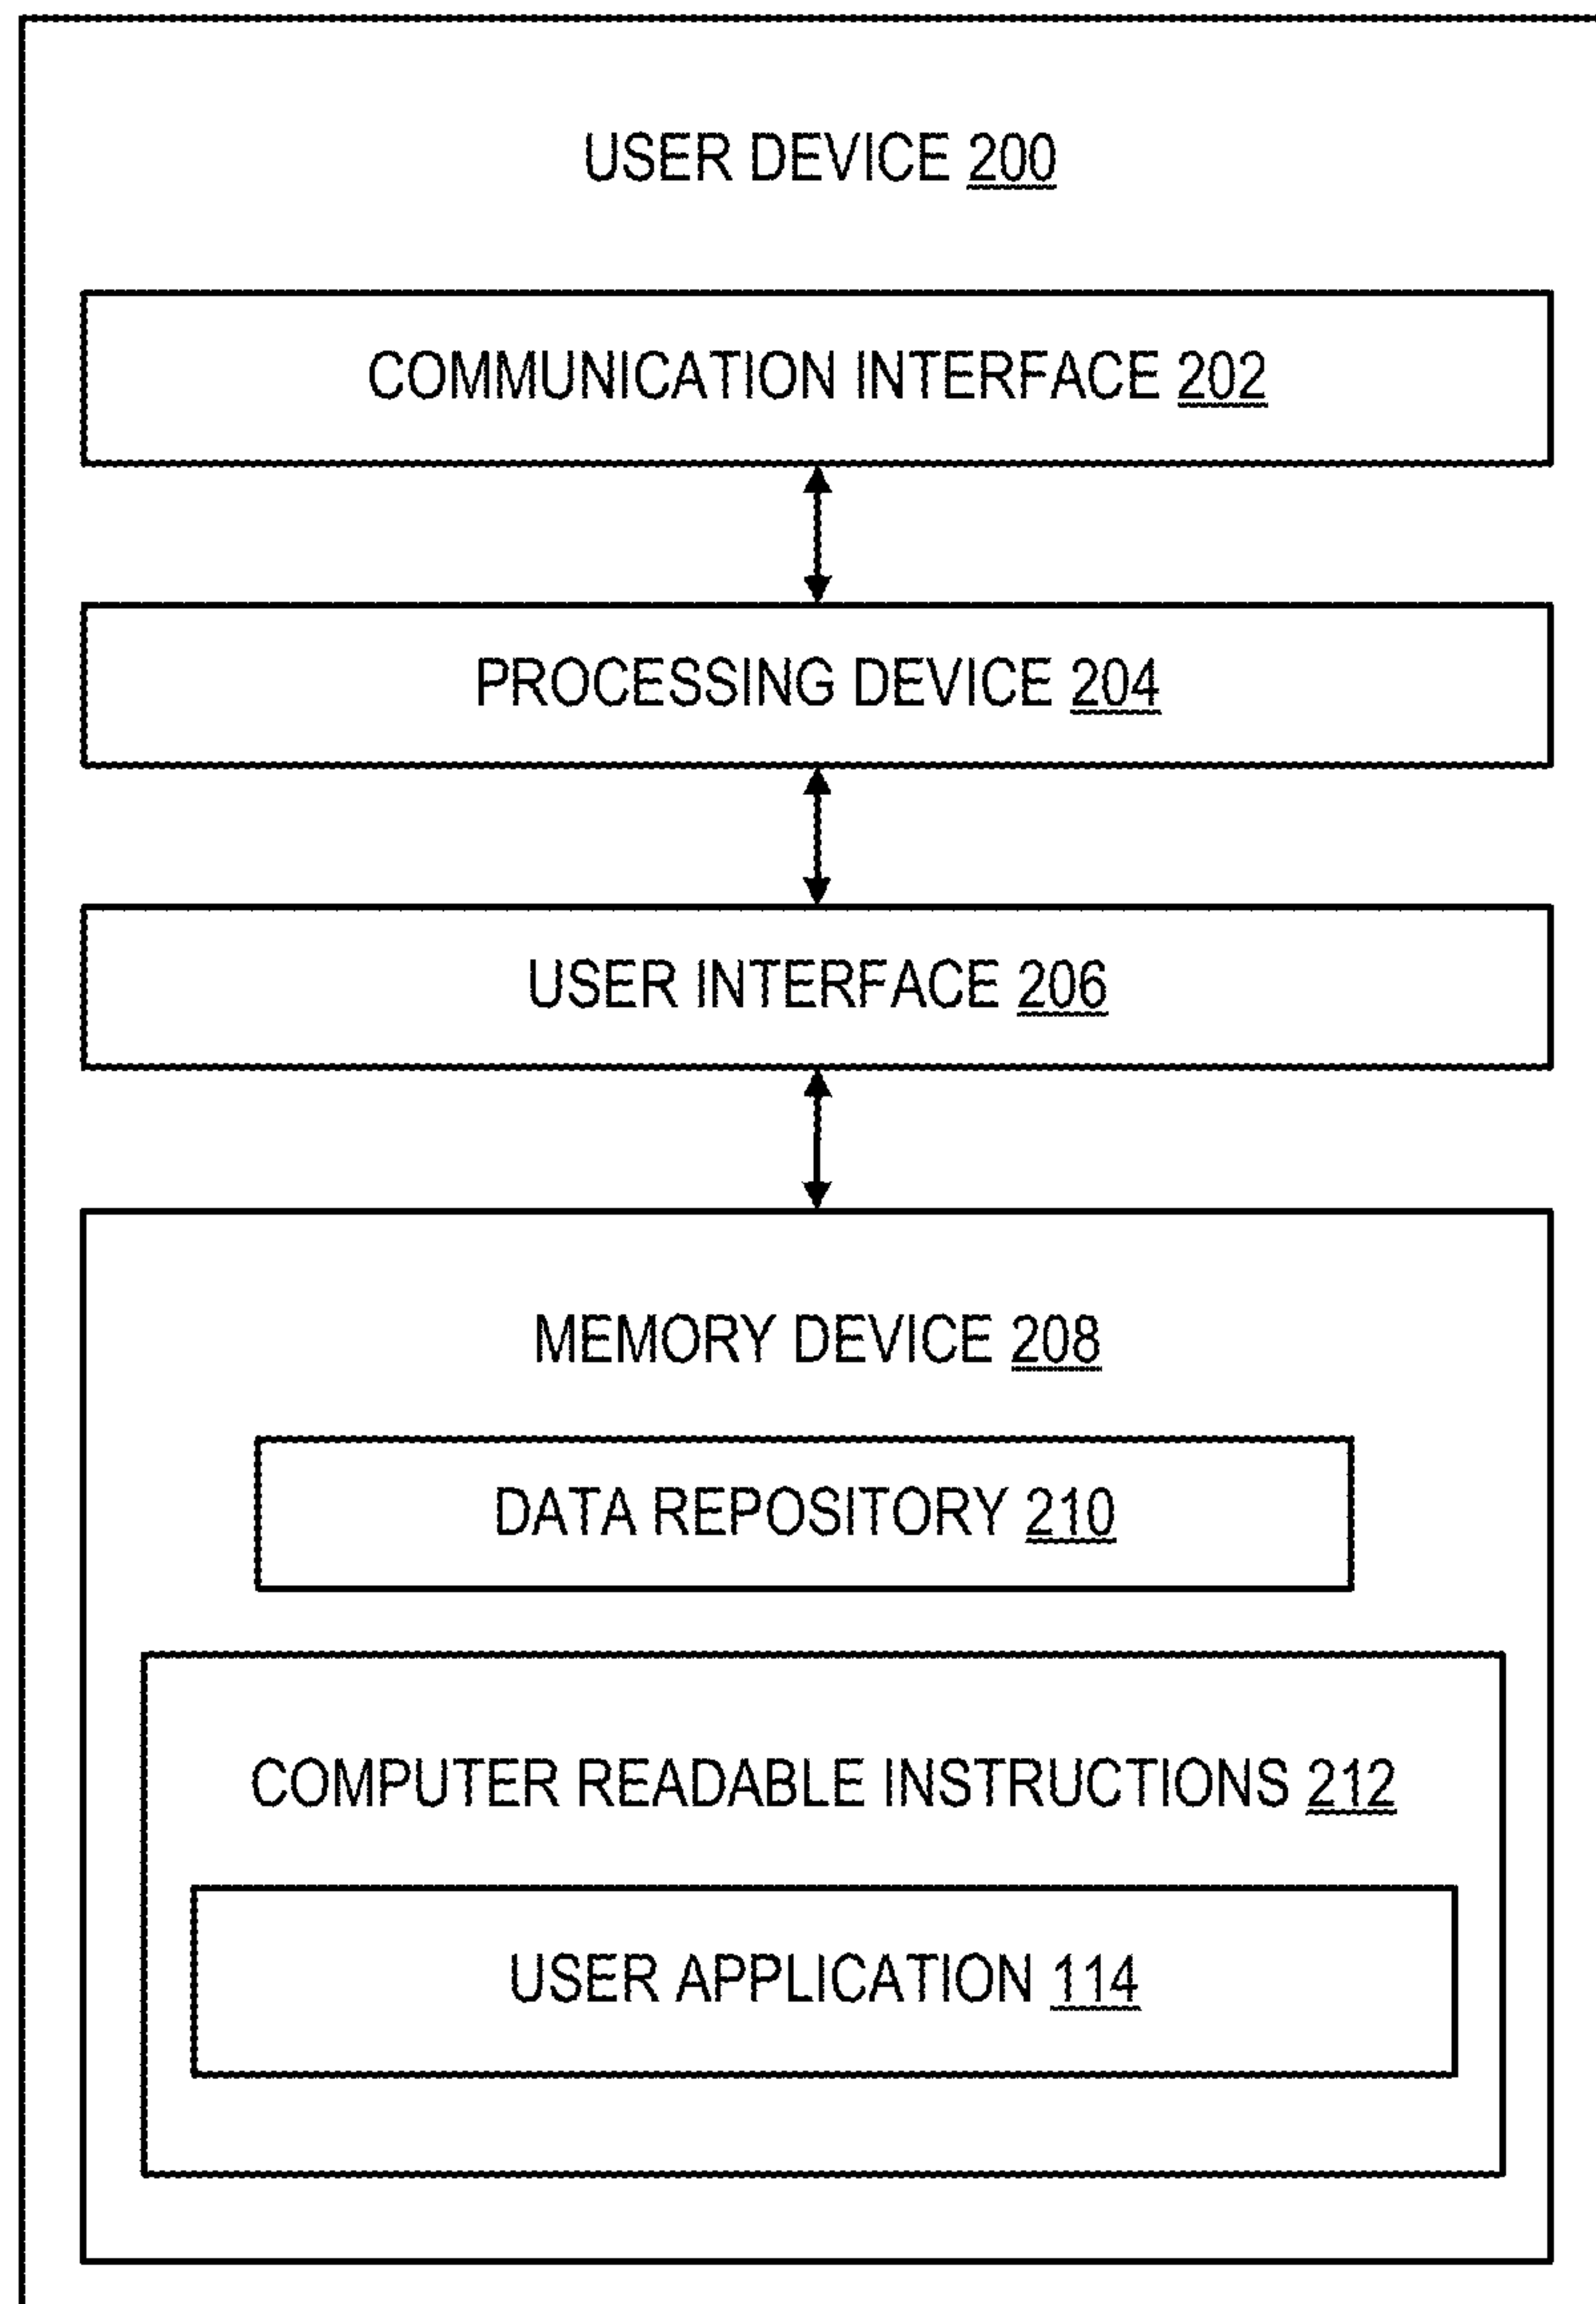 USER DEVICE 200
COMMUNICATION INTERFACE 202
PROCESSING DEVICE 204
USER INTERFACE 206
MEMORY DEVICE 208
DATA REPOSITORY 210
COMPUTER READABLE INSTRUCTIONS 212
USER APPLICATION 114